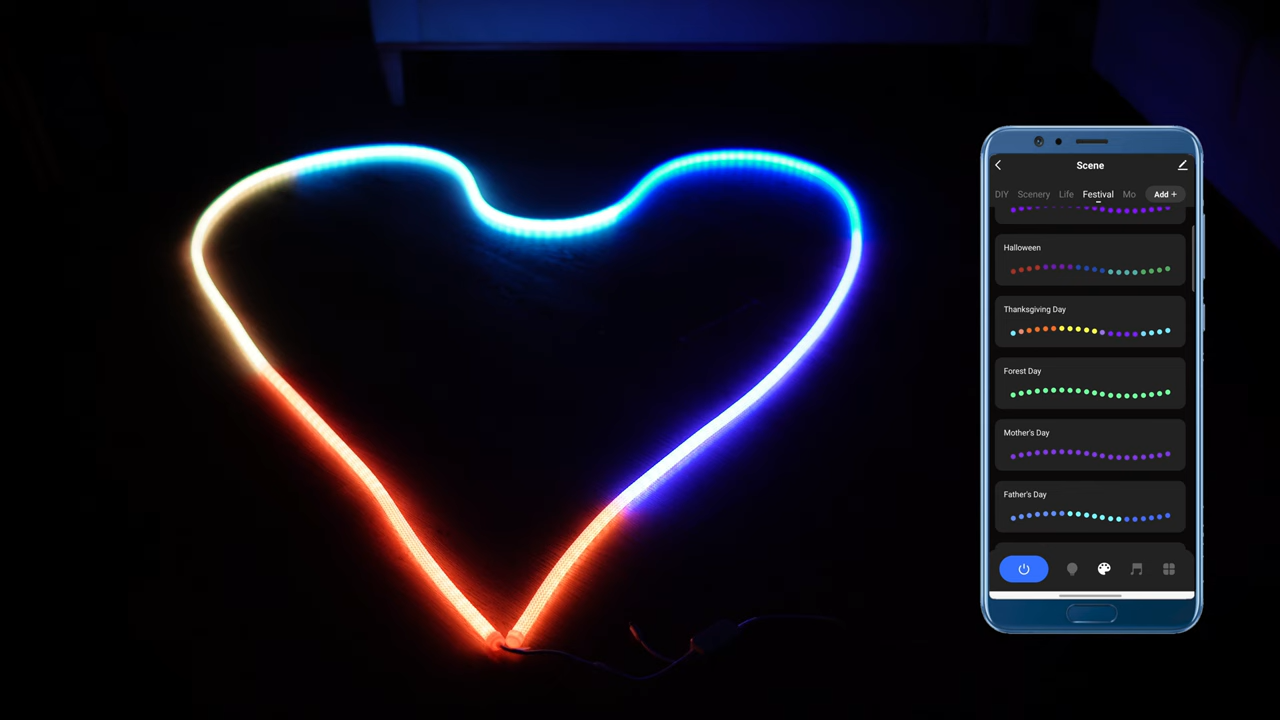 Scene
DIY Scenery Life Festival Mo Add +
Halloween
Thanksgiving Day
Forest Day
Mother's Day
Father's Day